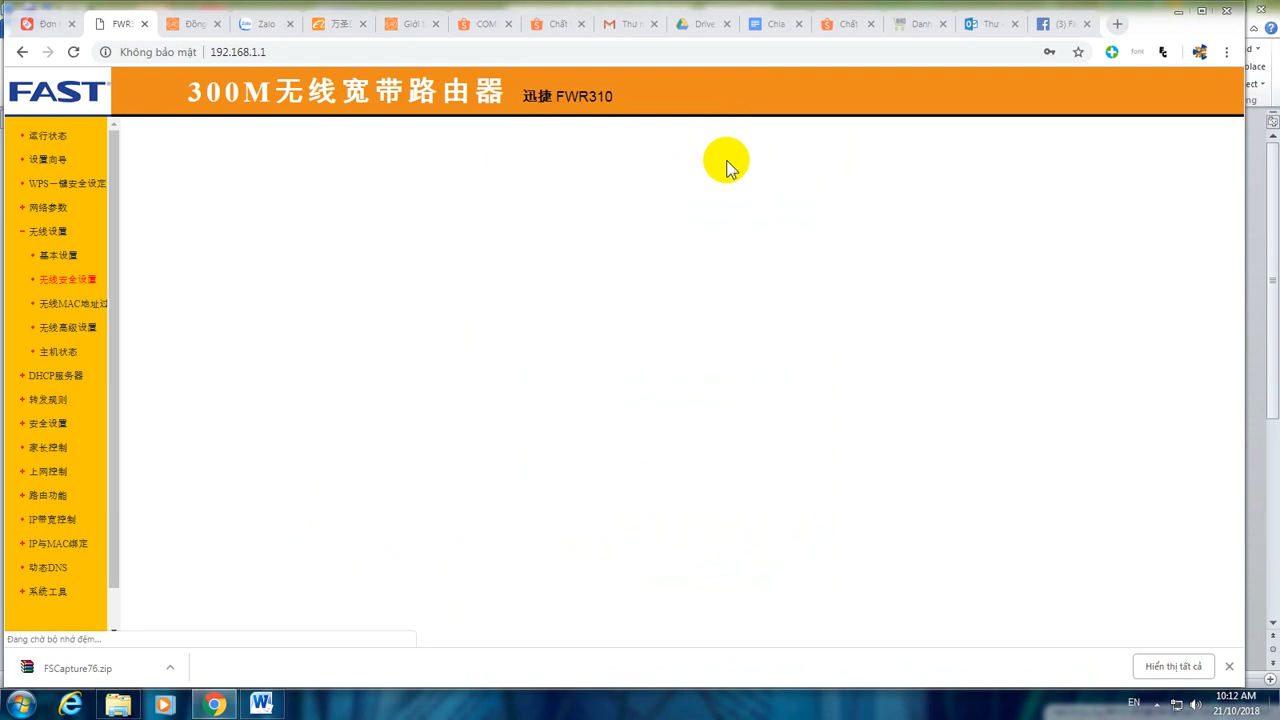 Đơn
FWR3
Đồng
Zalo
万圣
Giới t
COM
Chất
Thư r
Drive
Chia
Chất
Danh
Thư -
(3) Fa
Không bảo mật
192.168.1.1
font
FAST
300M无线宽带路由器 迅捷 FWR310
运行状态
设置向导
WPS一键安全设定
网络参数
无线设置
基本设置
无线安全设置
无线MAC地址过
无线高级设置
主机状态
DHCP服务器
转发规则
安全设置
家长控制
上网控制
路由功能
IP带宽控制
IP与MAC绑定
动态DNS
系统工具
Đang chờ bộ nhớ đệm...
FSCapture76.zip
Hiển thị tất cả
EN
10:12 AM
21/10/2018